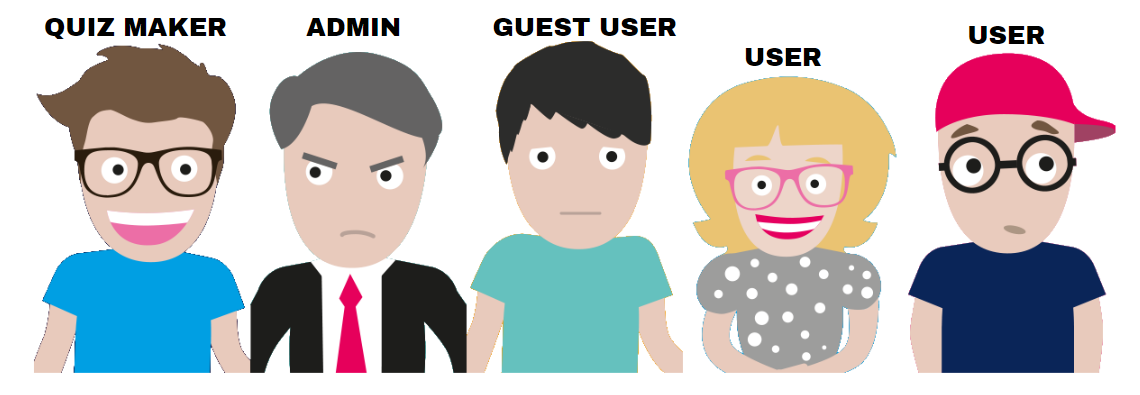 QUIZ MAKER
ADMIN
GUEST USER
USER
USER